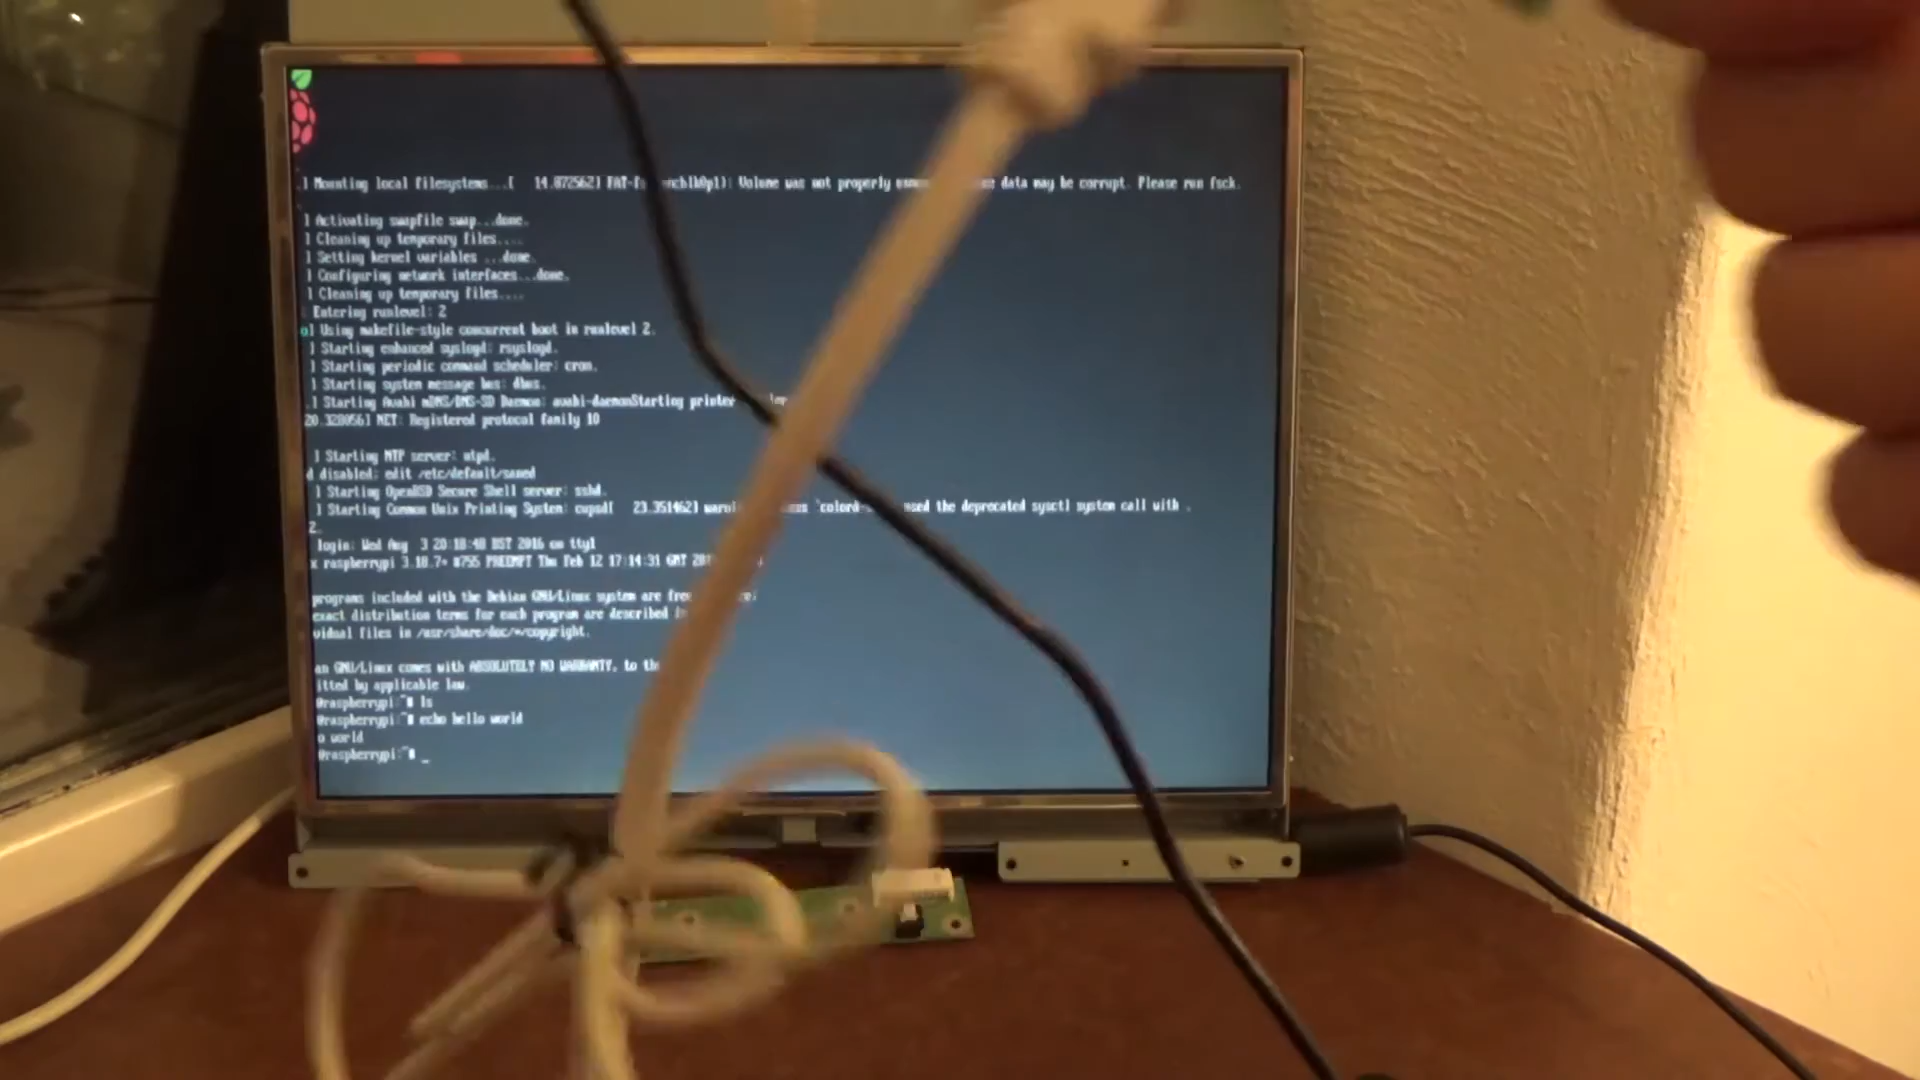 ] Mounting local filesystems...[ 14.872562] FAT-fs (mmcblk0p1): Volume was not properly data may be corrupt. Please run fsck.
] Activating swapfile swap...done.
] Cleaning up temporary files....
] Setting kernel variables ...done.
] Configuring network interfaces...done.
] Cleaning up temporary files....
: Entering runlevel: 2
o] Using makefile-style concurrent boot in runlevel 2.
] Starting enhanced syslogd: rsyslogd.
] Starting periodic command scheduler: cron.
] Starting system message bus: dbus.
] Starting Avahi mDNS/DNS-SD Daemon: avahi-daemonStarting printer
20.328056] NET: Registered protocol family 10
] Starting NTP server: ntpd.
d disabled; edit /etc/default/saned
] Starting OpenBSD Secure Shell server: sshd.
] Starting Common Unix Printing System: cupsd[ 23.351462] used the deprecated sysctl system call with .
2.
login: Wed Aug 3 20:18:48 BST 2016 on tty1
x raspberrypi 3.18.7+ #755 PREEMPT Thu Feb 12 17:14:31 GMT
programs included with the Debian GNU/Linux system are
exact distribution terms for each program are described
vidual files in /usr/share/doc/*/copyright.
an GNU/Linux comes with ABSOLUTELY NO WARRANTY, to
itted by applicable law.
@raspberrypi:~# ls
@raspberrypi:~# echo hello world
o world
@raspberrypi:~# _